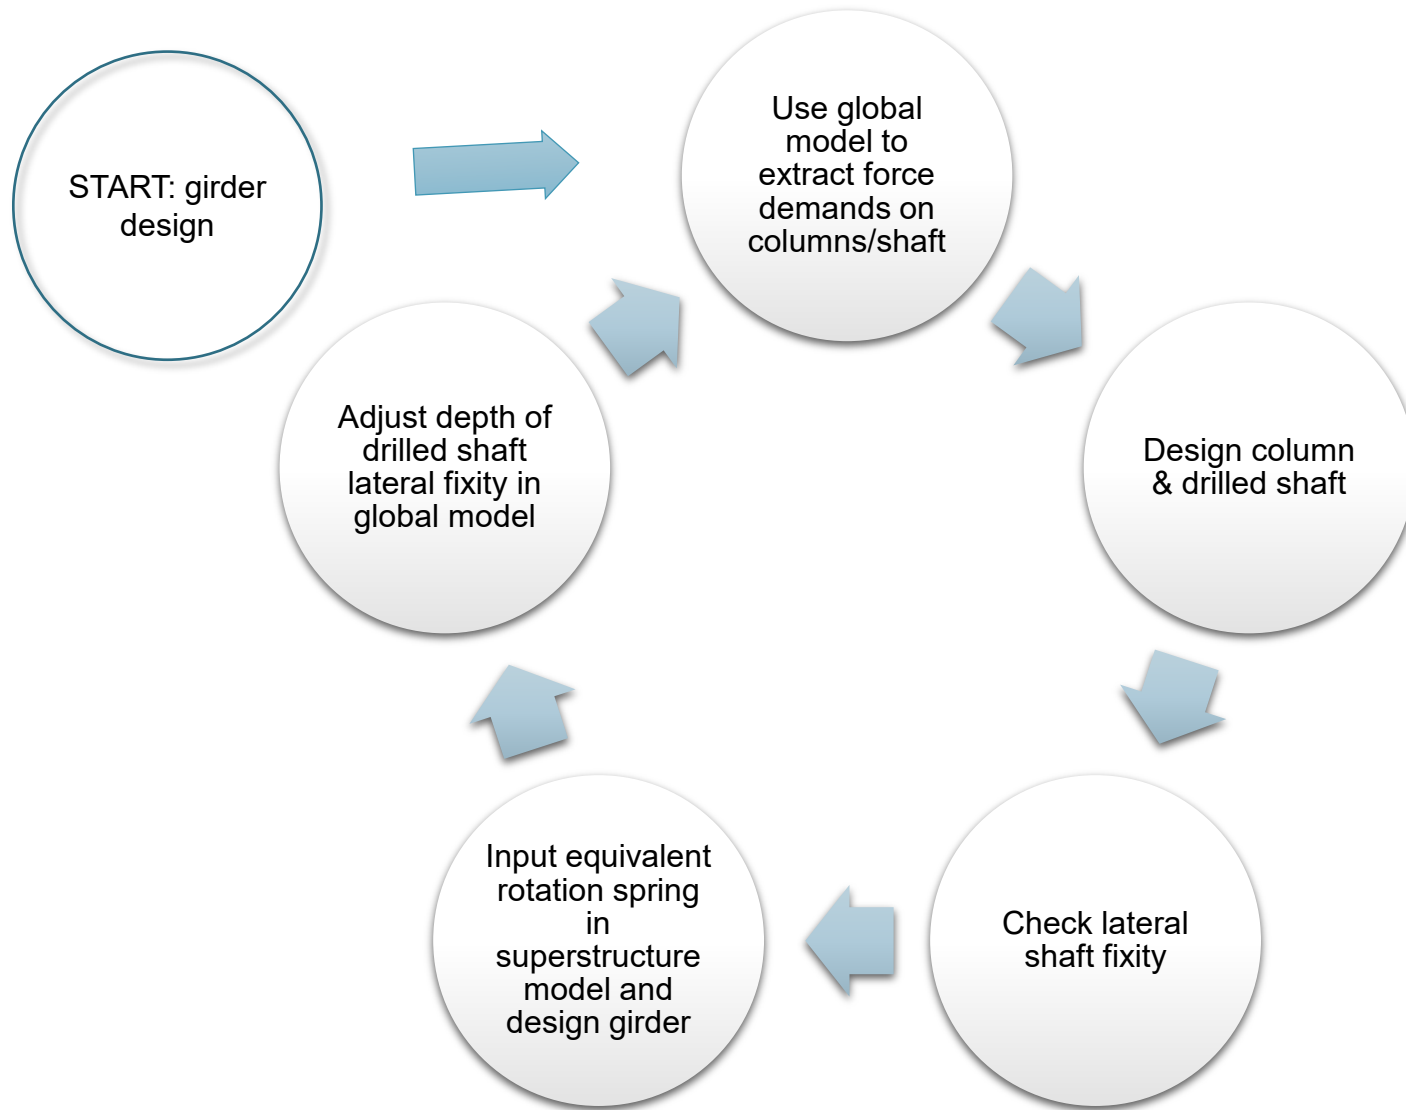 START: girder
design
Use global
model to
extract force
demands on
columns/shaft
Design column
& drilled shaft
Check lateral
shaft fixity
Input equivalent
rotation spring
in
superstructure
model and
design girder
Adjust depth of
drilled shaft
lateral fixity in
global model